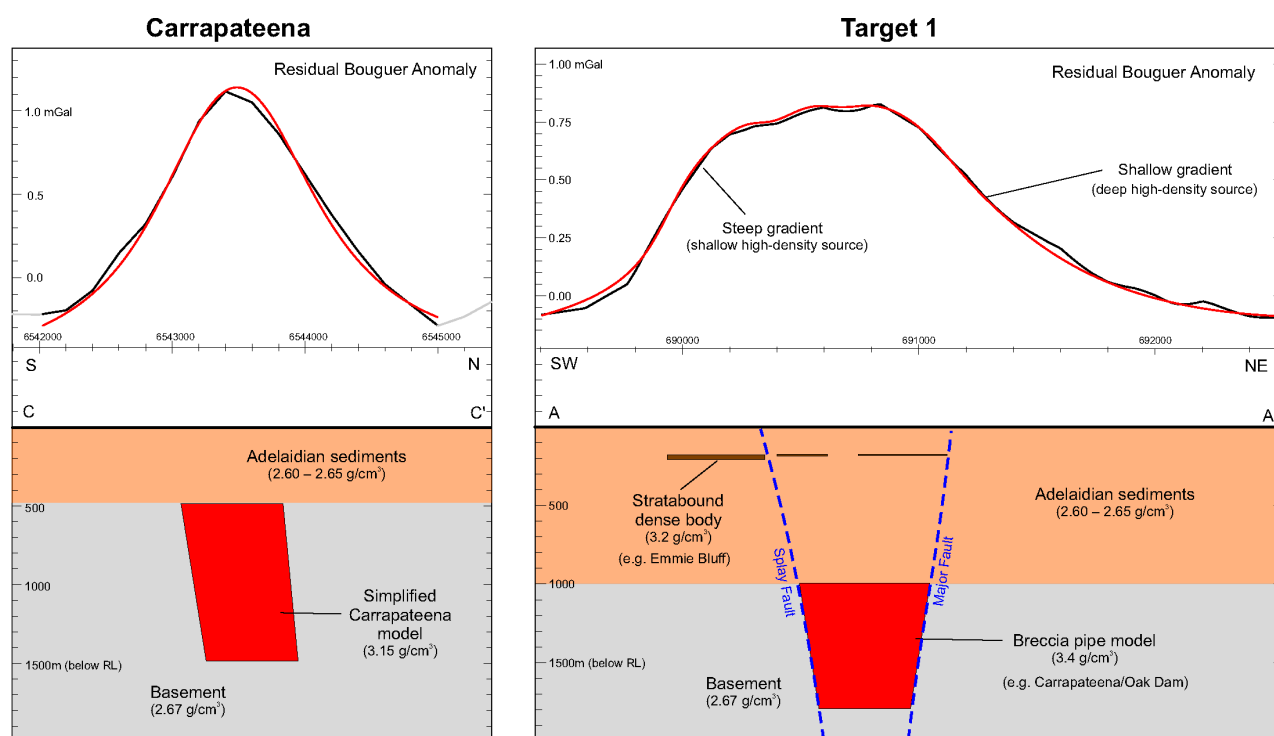 Carrapateena
Residual Bouguer Anomaly
1.0 mGal
0.5
0.0
6542000
6543000
6544000
6545000
S
N
C
C'
Adelaidian sediments
(2.60 – 2.65 g/cm³)
500
1000
1500m (below RL)
Simplified
Carrapateena
model
(3.15 g/cm³)
Basement
(2.67 g/cm³)
Target 1
Residual Bouguer Anomaly
1.00 mGal
0.75
0.50
0.25
0.00
Steep gradient
(shallow high-density source)
Shallow gradient
(deep high-density source)
690000
691000
692000
SW
NE
A
A
Stratabound
dense body
(3.2 g/cm³)
(e.g. Emmie Bluff)
Adelaidian sediments
(2.60 – 2.65 g/cm³)
500
1000
1500m (below RL)
Splay Fault
Major Fault
Breccia pipe model
(3.4 g/cm³)
(e.g. Carrapateena/Oak Dam)
Basement
(2.67 g/cm³)